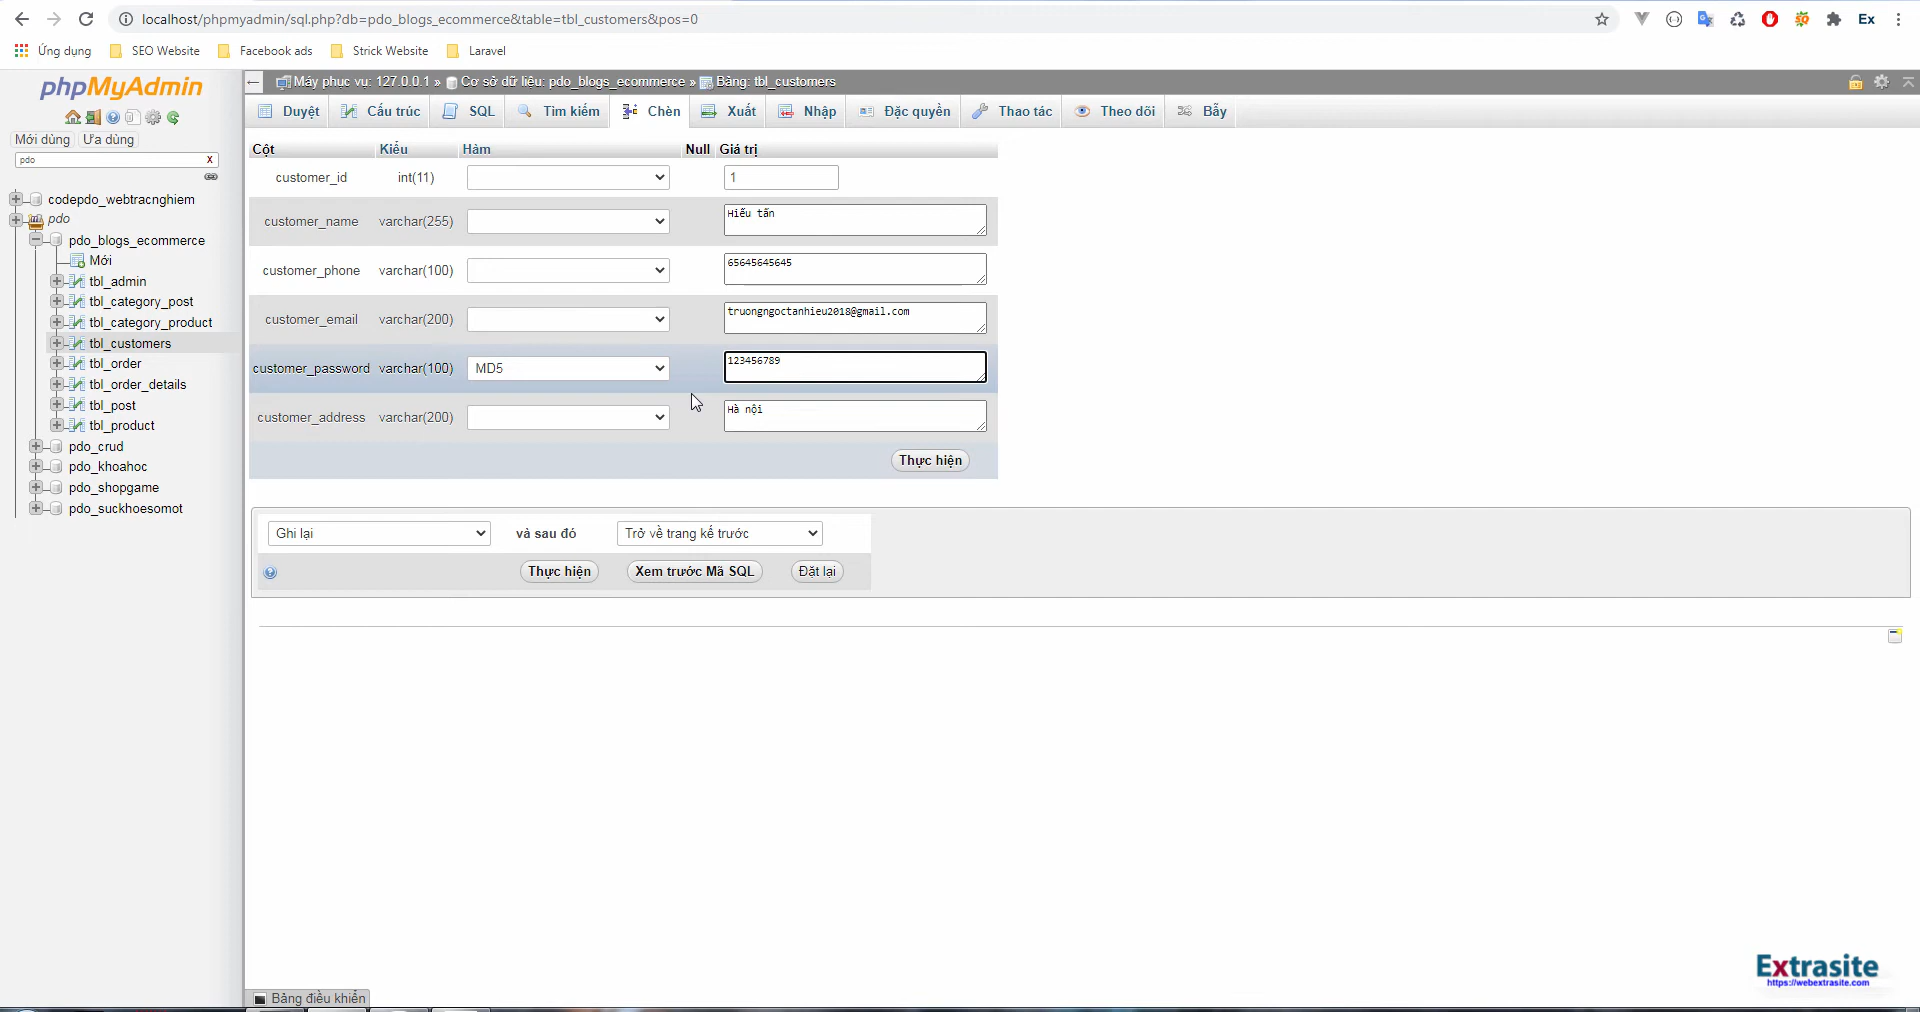 localhost/phpmyadmin/sql.php?db=pdo_blogs_ecommerce&table=tbl_customers&pos=0
Ex
Ứng dụng SEO Website Facebook ads Strick Website Laravel
phpMyAdmin
Mới dùng Ưa dùng
pdo X
codepdo_webtracnghiem
pdo
pdo_blogs_ecommerce
Mới
tbl_admin
tbl_category_post
tbl_category_product
tbl_customers
tbl_order
tbl_order_details
tbl_post
tbl_product
pdo_crud
pdo_khoahoc
pdo_shopgame
pdo_suckhoesomot
Máy phục vụ: 127.0.0.1 » Cơ sở dữ liệu: pdo_blogs_ecommerce » Bảng: tbl_customers
Duyệt Cấu trúc SQL Tìm kiếm Chèn Xuất Nhập Đặc quyền Thao tác Theo dõi Bẫy
Cột Kiểu Hàm Null Giá trị
customer_id int(11) 1
customer_name varchar(255) Hiếu tấn
customer_phone varchar(100) 65645645645
customer_email varchar(200) truongngoctanhieu2018@gmail.com
customer_password varchar(100) MD5 123456789
customer_address varchar(200) Hà nội
Thực hiện
Ghi lại và sau đó Trở về trang kế trước
Thực hiện Xem trước Mã SQL Đặt lại
Bảng điều khiển
Extrasite
https://webextrasite.com